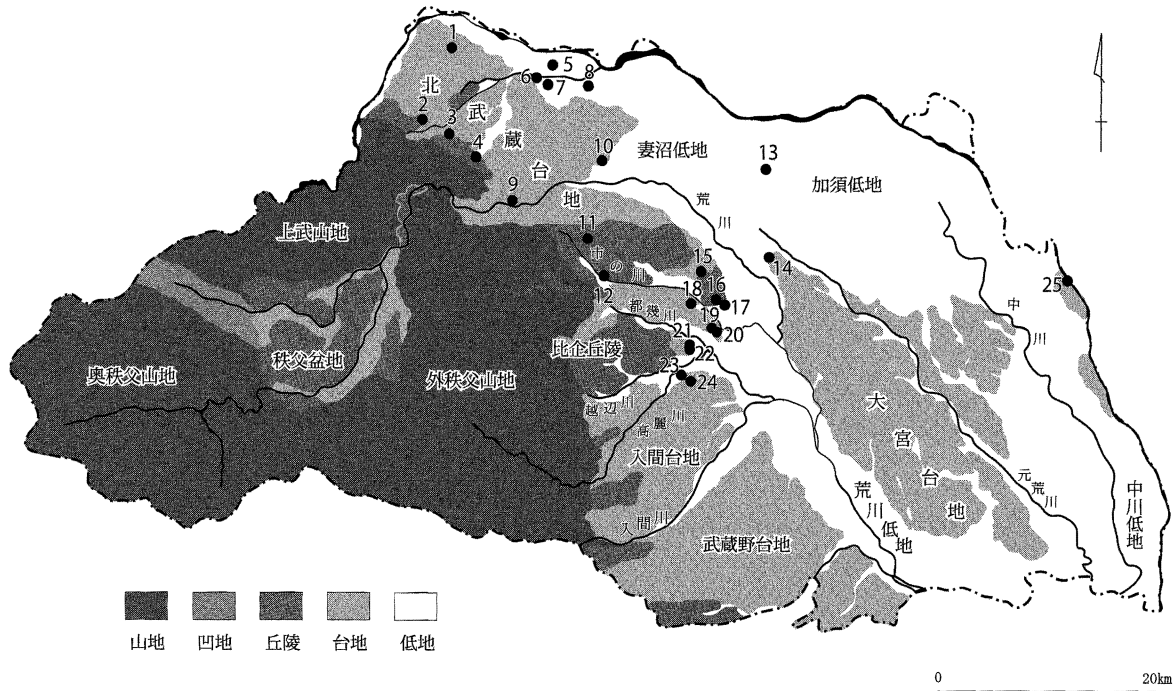 1
2
3
4
5
6
7
8
9
10
11
12
13
14
15
16
17
18
19
20
21
22
23
24
25
北武蔵台地
妻沼低地
加須低地
荒川
上武山地
市の川
都幾川
比企丘陵
秩父盆地
奥秩父山地
外秩父山地
越辺川
高麗川
入間台地
入間川
武蔵野台地
荒川低地
大宮台地
元荒川
中川
中川低地
山地
凹地
丘陵
台地
低地
0
20km